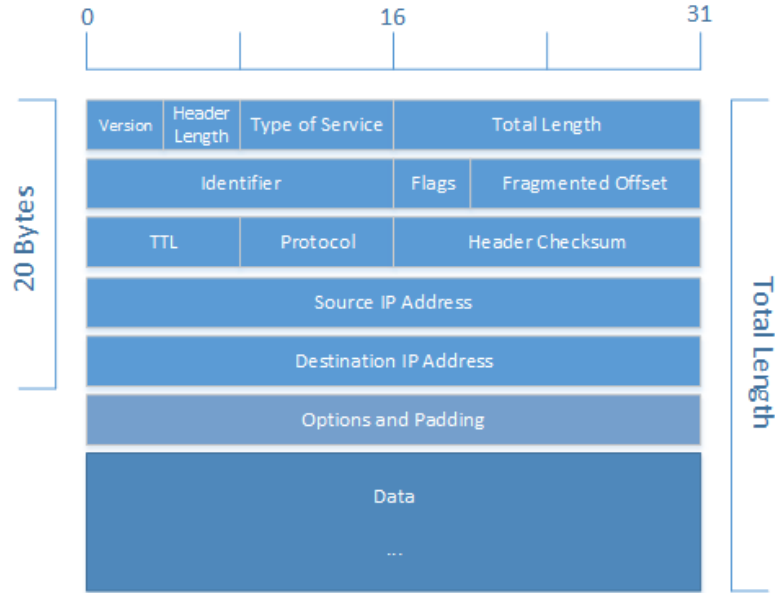 0 16 31
Version Header Length Type of Service Total Length
Identifier Flags Fragmented Offset
TTL Protocol Header Checksum
Source IP Address
Destination IP Address
Options and Padding
Data
...
20 Bytes
Total Length